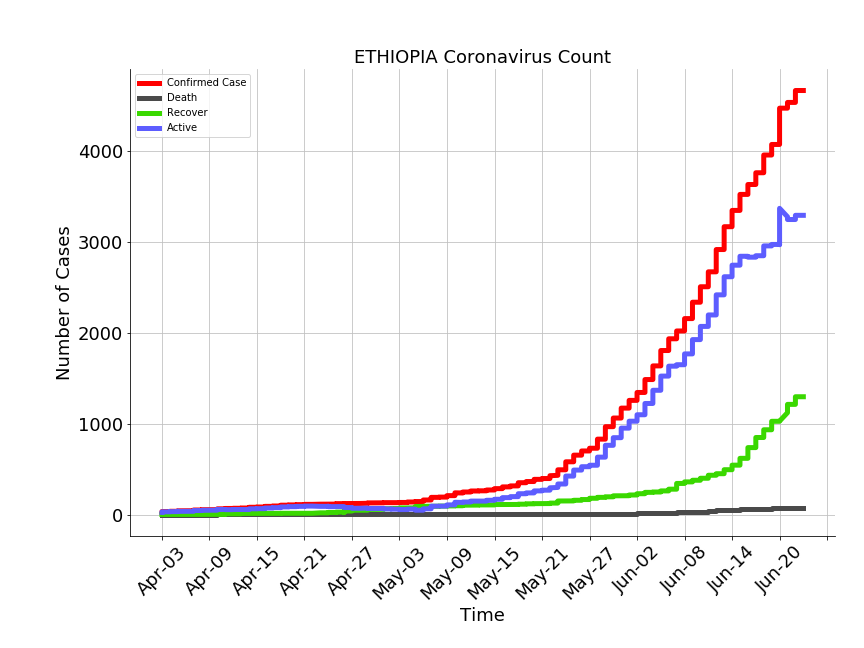 ETHIOPIA Coronavirus Count
Confirmed Case
Death
Recover
Active
Number of Cases
4000
3000
2000
1000
0
Apr-03
Apr-09
Apr-15
Apr-21
Apr-27
May-03
May-09
May-15
May-21
May-27
Jun-02
Jun-08
Jun-14
Jun-20
Time